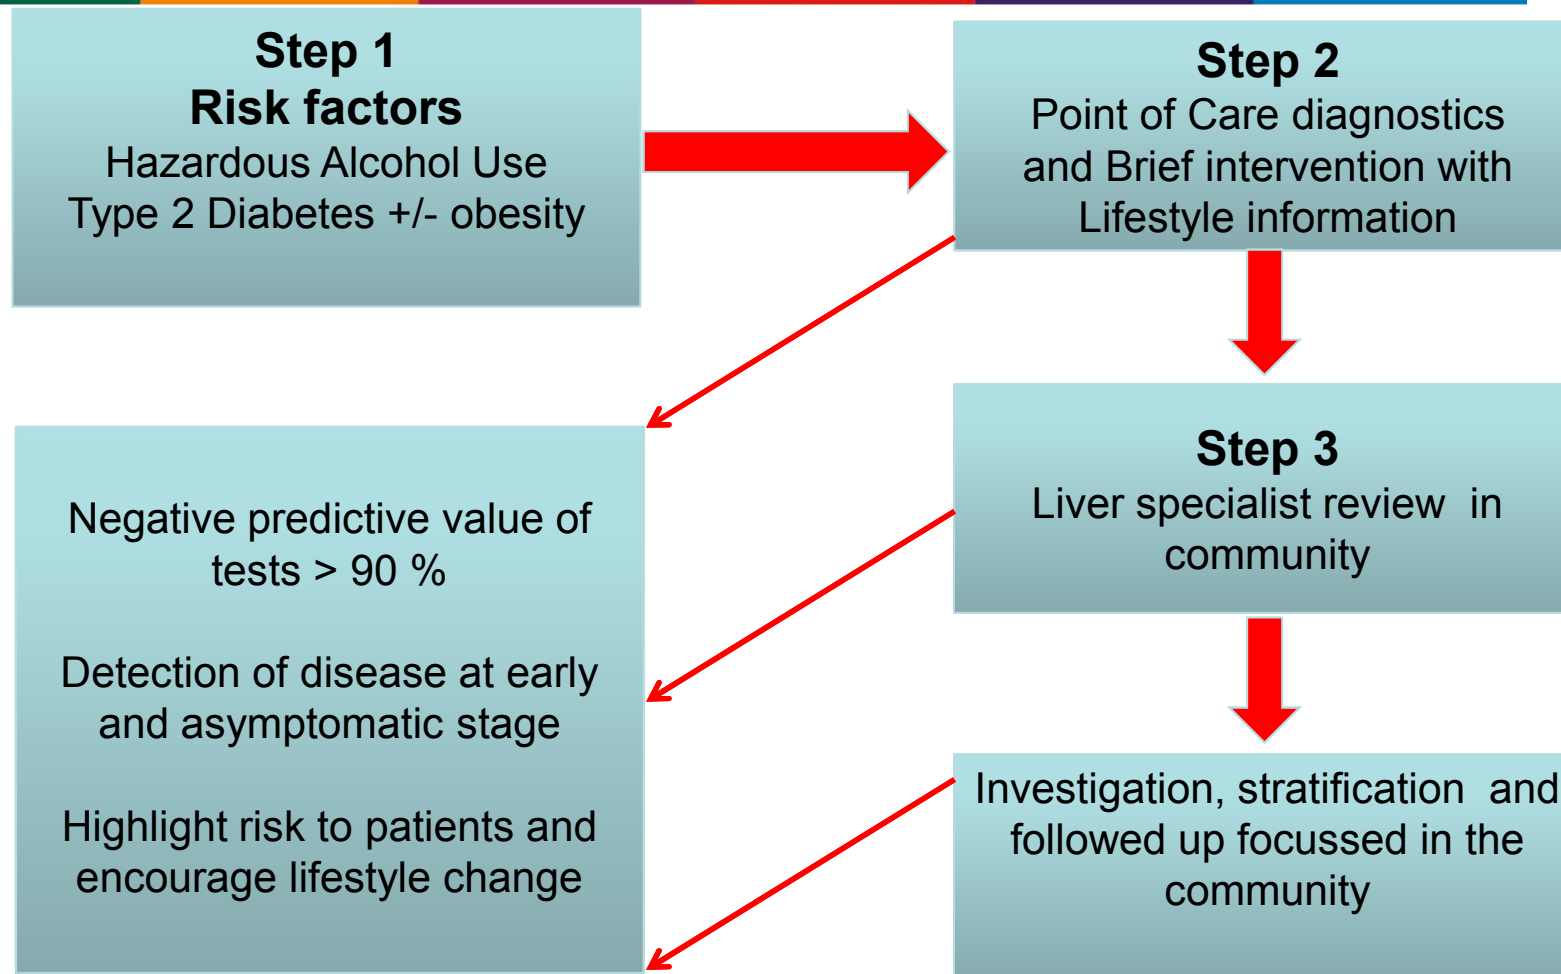 Step 1
Risk factors
Hazardous Alcohol Use
Type 2 Diabetes +/- obesity
Step 2
Point of Care diagnostics
and Brief intervention with
Lifestyle information
Step 3
Liver specialist review  in
community
Investigation, stratification  and
followed up focussed in the
community
Negative predictive value of
tests > 90 %
Detection of disease at early
and asymptomatic stage
Highlight risk to patients and
encourage lifestyle change